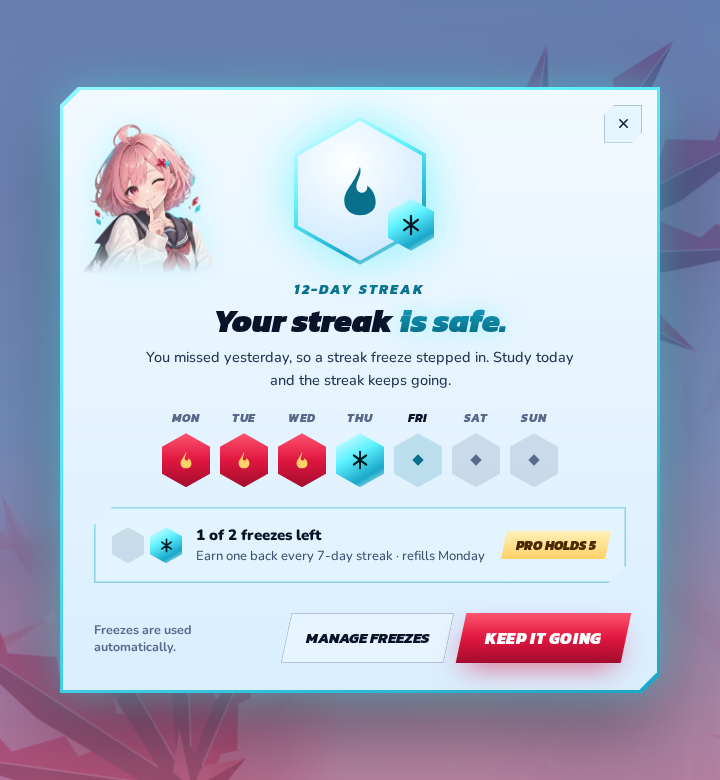 12-DAY STREAK
Your streak is safe.
You missed yesterday, so a streak freeze stepped in. Study today
and the streak keeps going.
MON TUE WED THU FRI SAT SUN
1 of 2 freezes left
Earn one back every 7-day streak · refills Monday
PRO HOLDS 5
Freezes are used
automatically.
MANAGE FREEZES
KEEP IT GOING